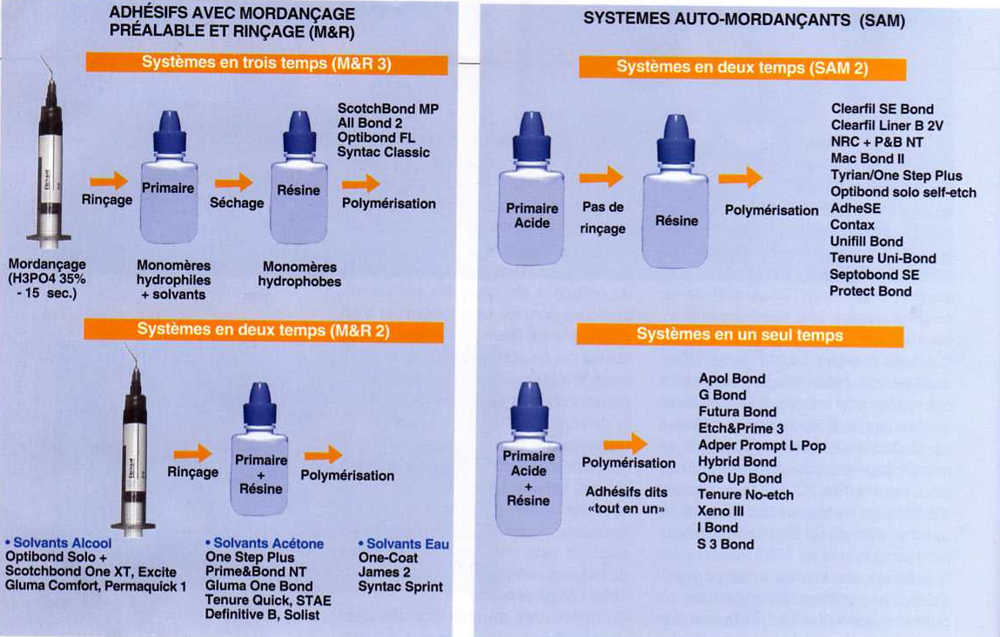 ADHÉSIFS AVEC MORDANÇAGE
PRÉALABLE ET RINÇAGE (M&R)
Systèmes en trois temps (M&R 3)
ScotchBond MP
All Bond 2
Optibond FL
Syntac Classic
Primaire
Résine
Rinçage
Séchage
Polymérisation
Mordançage
(H3PO4 35%
- 15 sec.)
Monomères
hydrophiles
+ solvants
Monomères
hydrophobes
Systèmes en deux temps (M&R 2)
Rinçage
Primaire
+
Résine
Polymérisation
• Solvants Alcool
Optibond Solo +
Scotchbond One XT, Excite
Gluma Comfort, Permaquick 1
• Solvants Acétone
One Step Plus
Prime&Bond NT
Gluma One Bond
Tenure Quick, STAE
Definitive B, Solist
• Solvants Eau
One-Coat
James 2
Syntac Sprint
SYSTEMES AUTO-MORDANÇANTS (SAM)
Systèmes en deux temps (SAM 2)
Primaire
Acide
Pas de
rinçage
Résine
Polymérisation
Clearfil SE Bond
Clearfil Liner B 2V
NRC + P&B NT
Mac Bond II
Tyrian/One Step Plus
Optibond solo self-etch
AdheSE
Contax
Unifill Bond
Tenure Uni-Bond
Septobond SE
Protect Bond
Systèmes en un seul temps
Primaire
Acide
+
Résine
Polymérisation
Adhésifs dits
«tout en un»
Apol Bond
G Bond
Futura Bond
Etch&Prime 3
Adper Prompt L Pop
Hybrid Bond
One Up Bond
Tenure No-etch
Xeno III
I Bond
S 3 Bond